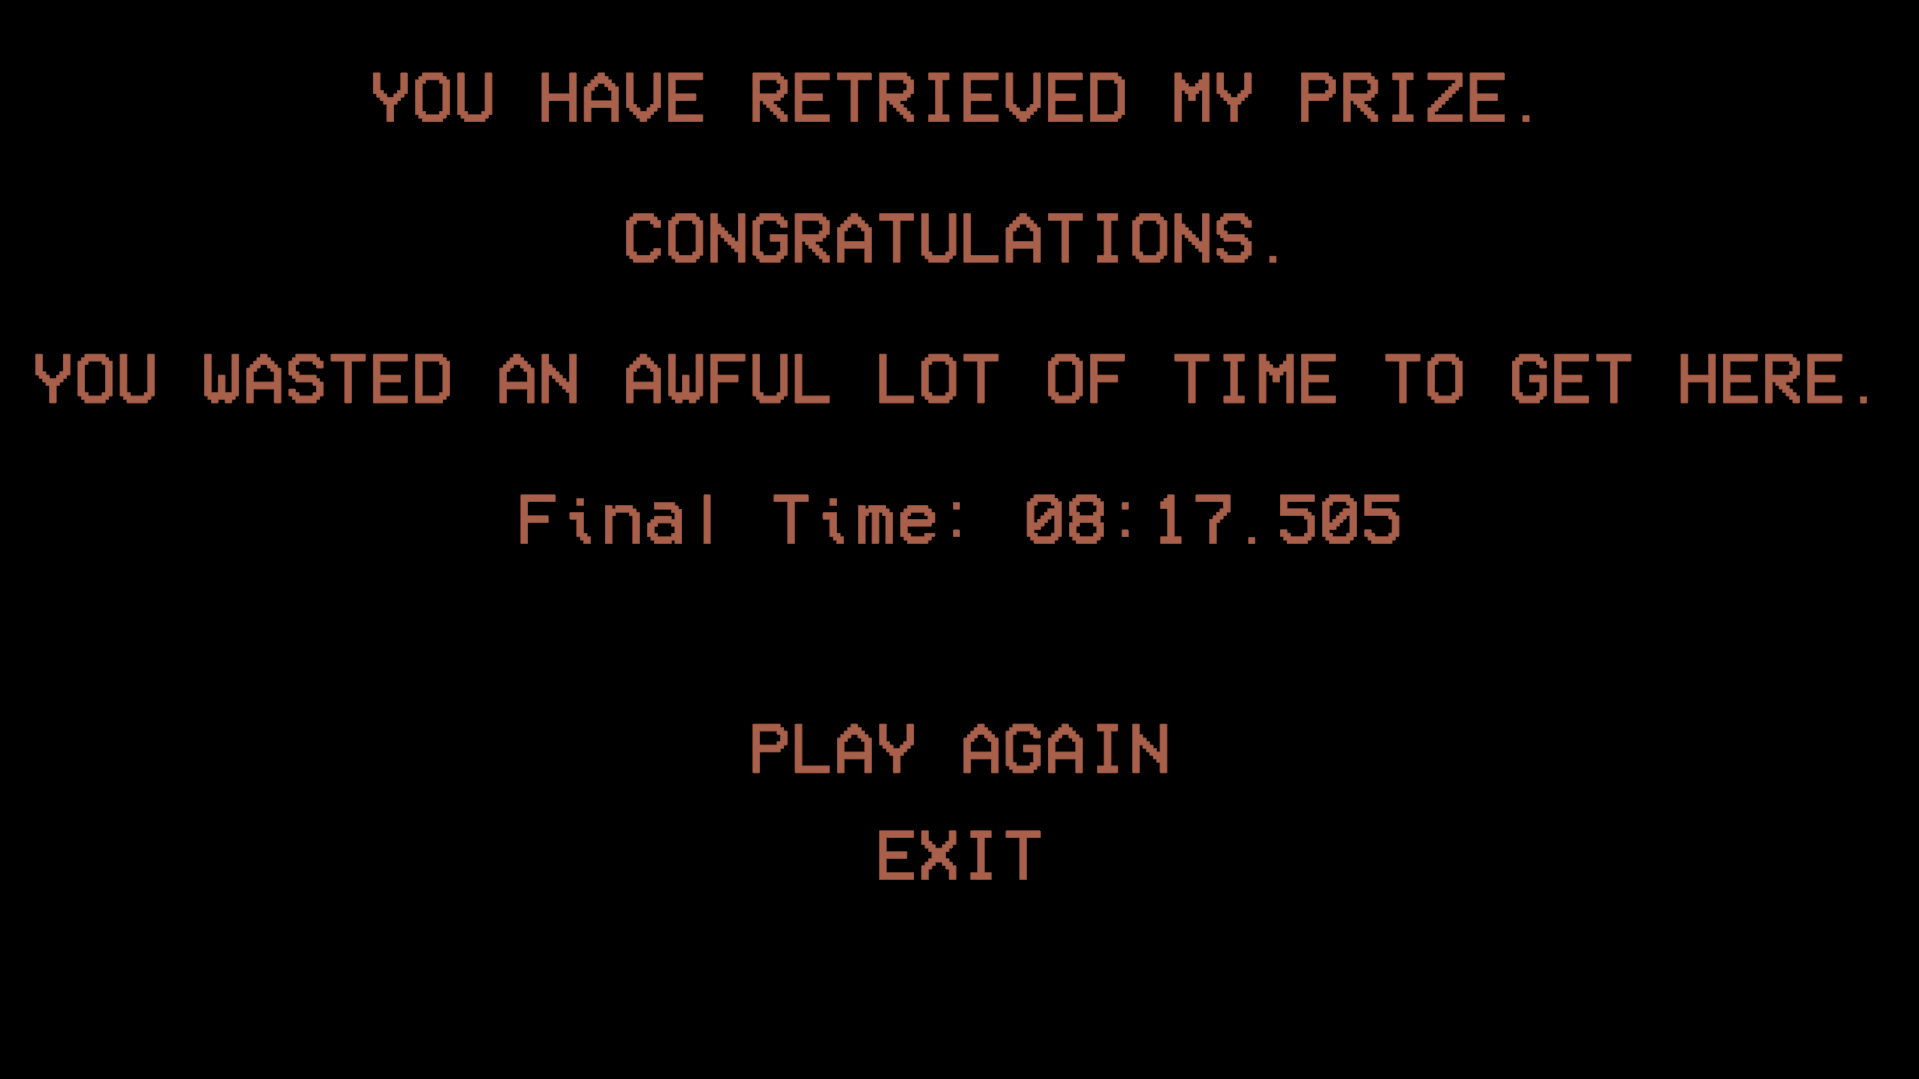 YOU HAVE RETRIEVED MY PRIZE.
CONGRATULATIONS.
YOU WASTED AN AWFUL LOT OF TIME TO GET HERE.
Final Time: 08:17.505
PLAY AGAIN
EXIT